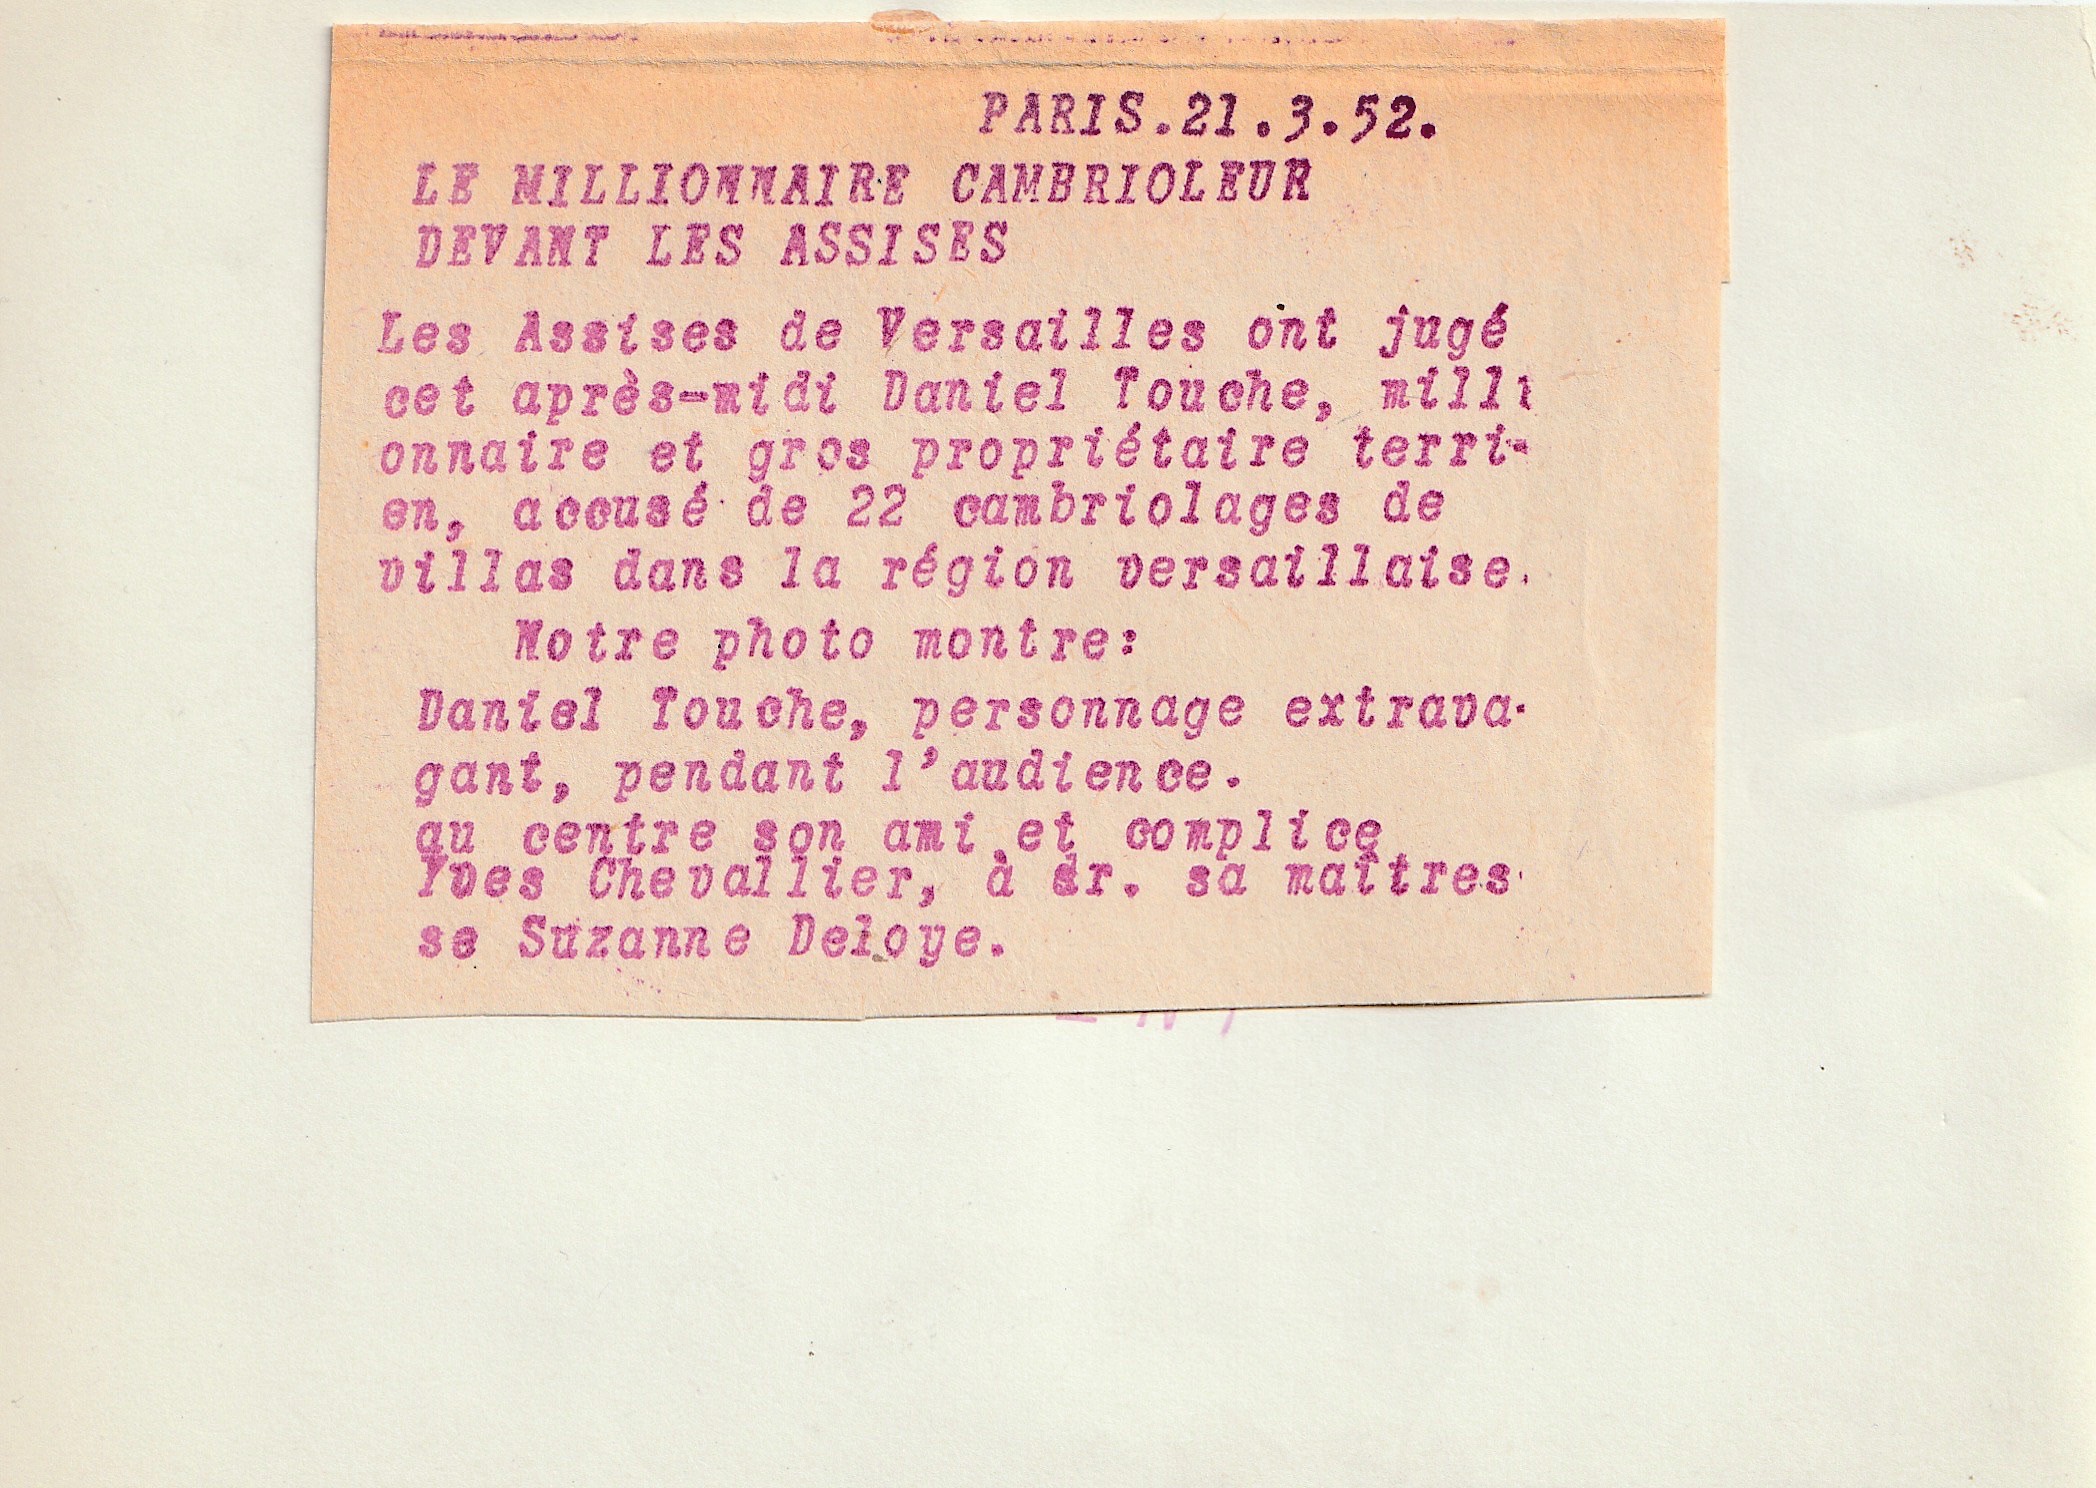 PARIS.21.3.52.
LE MILLIONNAIRE CAMBRIOLEUR
DEVANT LES ASSISES
Les Assises de Versailles ont jugé
cet après-midi Daniel Touche, milli
onnaire et gros propriétaire terri-
en, accusé de 22 cambriolages de
villas dans la région versaillaise.
Notre photo montre:
Daniel Touche, personnage extrava-
gant, pendant l'audience.
au centre son ami et complice
Yves Chevallier, à dr. sa maîtres-
se Suzanne Deloye.